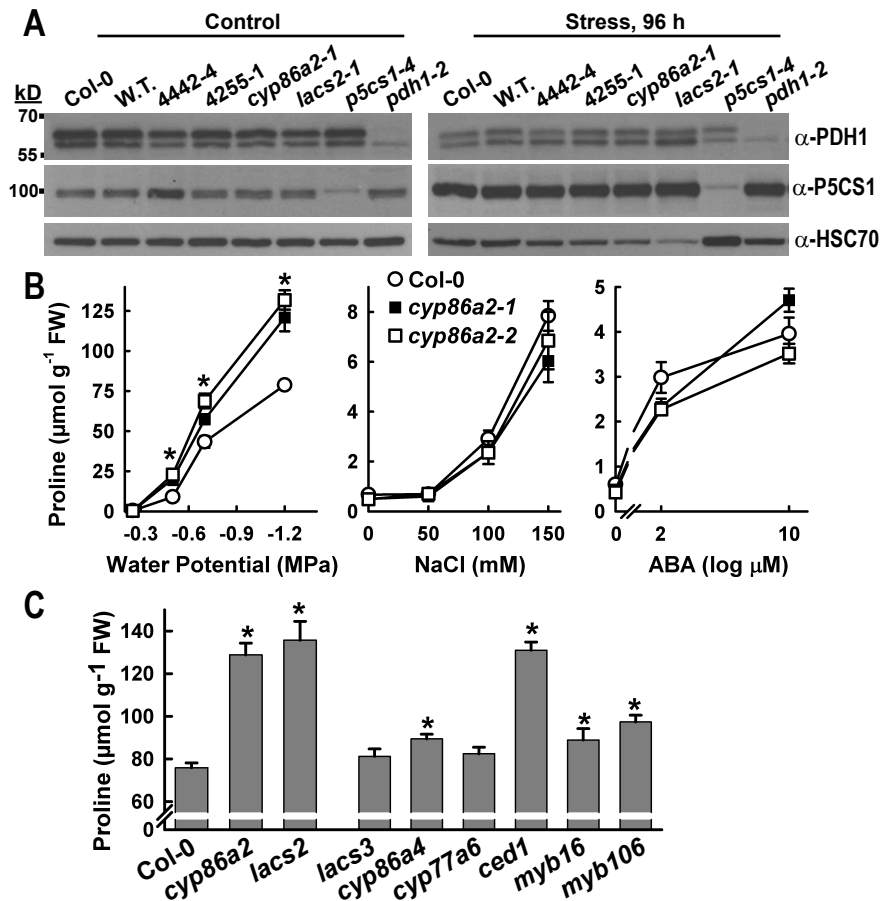 A
Control
Stress, 96 h
kD
Col-0
W.T.
4442-4
4255-1
cyp86a2-1
lacs2-1
p5cs1-4
pdh1-2
Col-0
W.T.
4442-4
4255-1
cyp86a2-1
lacs2-1
p5cs1-4
pdh1-2
70
55
α-PDH1
100
α-P5CS1
α-HSC70
B
Proline (μmol g-1 FW)
125
100
75
50
25
0
-0.3 -0.6 -0.9 -1.2
Water Potential (MPa)
* * *
Col-0
cyp86a2-1
cyp86a2-2
8
6
4
2
0
0 50 100 150
NaCl (mM)
5
4
3
2
1
0
0 2 10
ABA (log μM)
C
Proline (μmol g-1 FW)
140
120
100
80
60
0
* * * * * *
Col-0
cyp86a2
lacs2
lacs3
cyp86a4
cyp77a6
ced1
myb16
myb106